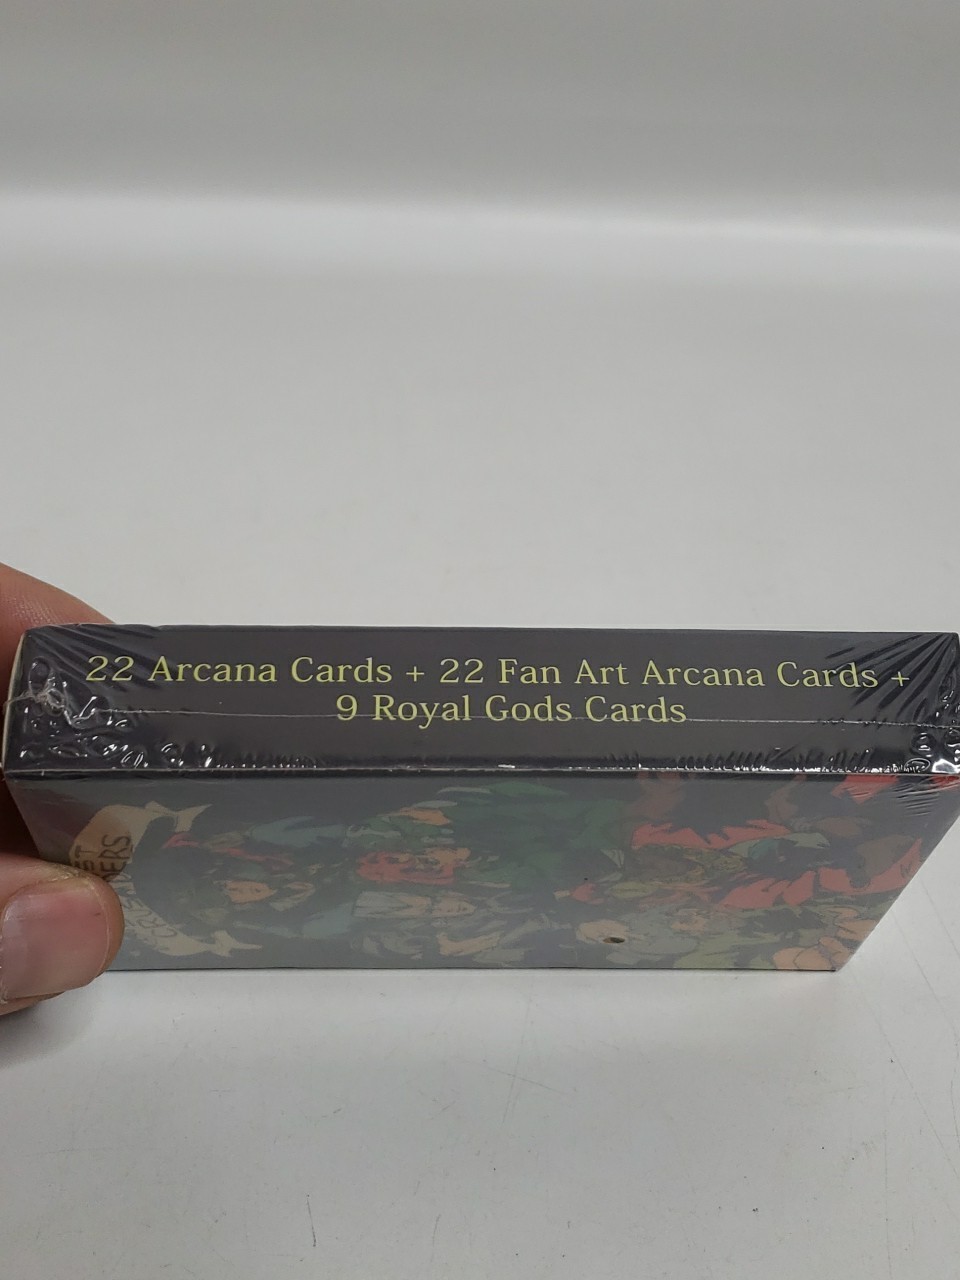 22 Arcana Cards + 22 Fan Art Arcana Cards +
9 Royal Gods Cards